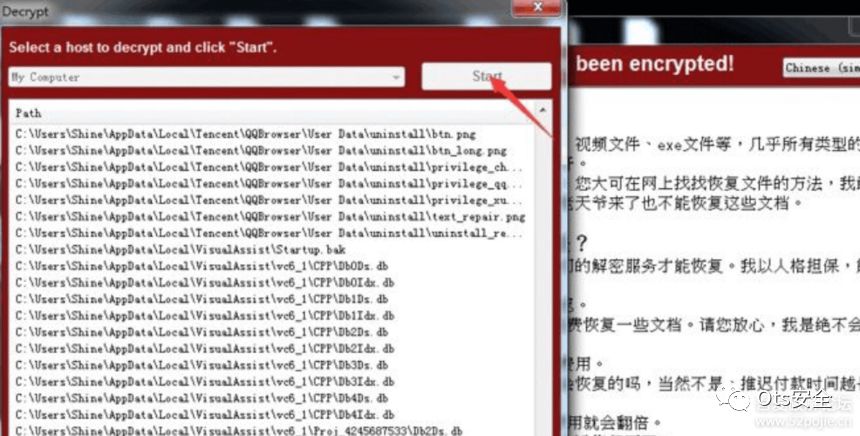 Decrypt
Select a host to decrypt and click "Start".
My Computer
Start
Path
C:\Users\Shine\AppData\Local\Tencent\QQBrowser\User Data\uninstall\btn.png
C:\Users\Shine\AppData\Local\Tencent\QQBrowser\User Data\uninstall\btn_long.png
C:\Users\Shine\AppData\Local\Tencent\QQBrowser\User Data\uninstall\privilege_ch...
C:\Users\Shine\AppData\Local\Tencent\QQBrowser\User Data\uninstall\privilege_qq...
C:\Users\Shine\AppData\Local\Tencent\QQBrowser\User Data\uninstall\privilege_xu...
C:\Users\Shine\AppData\Local\Tencent\QQBrowser\User Data\uninstall\text_repair.png
C:\Users\Shine\AppData\Local\Tencent\QQBrowser\User Data\uninstall\uninstall_re...
C:\Users\Shine\AppData\Local\VisualAssist\Startup.bak
C:\Users\Shine\AppData\Local\VisualAssist\vc6_1\CPP\Db0Ds.db
C:\Users\Shine\AppData\Local\VisualAssist\vc6_1\CPP\Db0Idx.db
C:\Users\Shine\AppData\Local\VisualAssist\vc6_1\CPP\Db1Ds.db
C:\Users\Shine\AppData\Local\VisualAssist\vc6_1\CPP\Db1Idx.db
C:\Users\Shine\AppData\Local\VisualAssist\vc6_1\CPP\Db2Ds.db
C:\Users\Shine\AppData\Local\VisualAssist\vc6_1\CPP\Db2Idx.db
C:\Users\Shine\AppData\Local\VisualAssist\vc6_1\CPP\Db3Ds.db
C:\Users\Shine\AppData\Local\VisualAssist\vc6_1\CPP\Db3Idx.db
C:\Users\Shine\AppData\Local\VisualAssist\vc6_1\CPP\Db4Ds.db
C:\Users\Shine\AppData\Local\VisualAssist\vc6_1\CPP\Db4Idx.db
C:\Users\Shine\AppData\Local\VisualAssist\vc6_1\Proj_4245687533\Db2Ds.db
been encrypted!
Chinese (sim
视频文件、exe文件等,几乎所有类型的
您大可在网上找找恢复文件的方法,我敢
天爷来了也不能恢复这些文档。
?
的解密服务才能恢复。我以人格担保,
费恢复一些文档。请您放心,我是绝不会
费用。
恢复的吗,当然不是,推迟付款时间越
用就会翻倍。
Ots安全
www.52pojie.cn